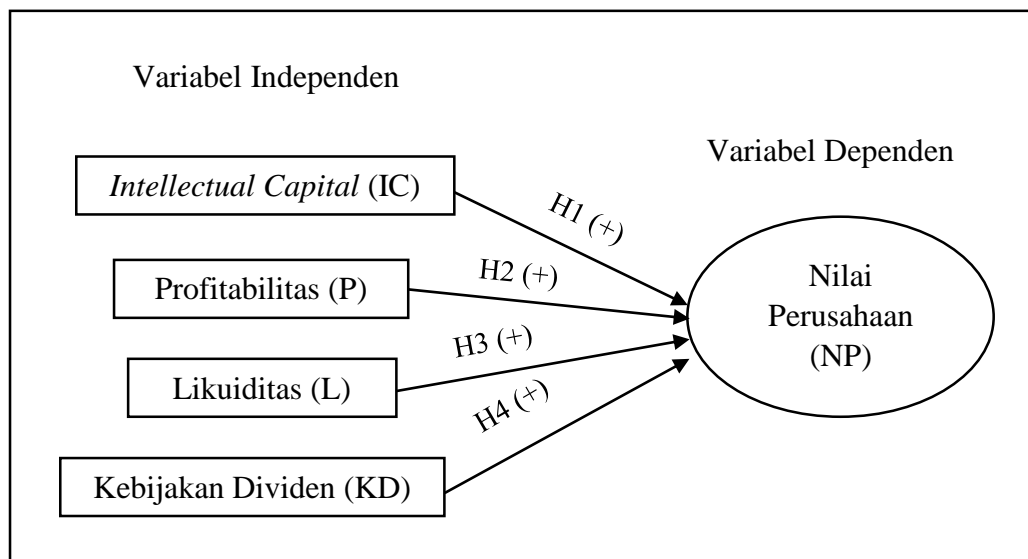 Variabel Independen
Variabel Dependen
Intellectual Capital (IC)
H1 (+)
Profitabilitas (P)
H2 (+)
Likuiditas (L)
H3 (+)
Kebijakan Dividen (KD)
H4 (+)
Nilai
Perusahaan
(NP)